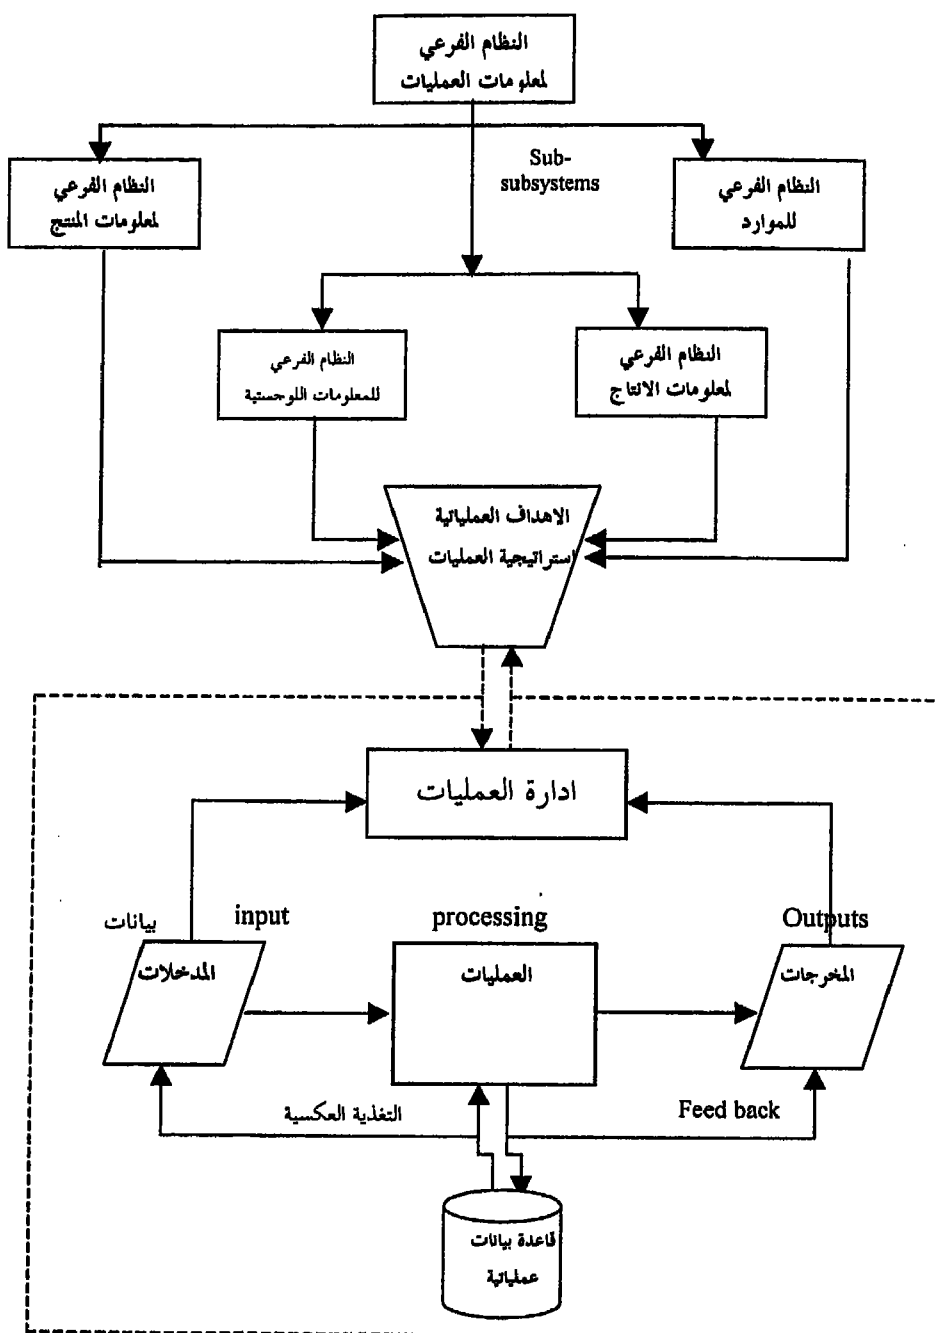 النظام الفرعي
لمعلومات العمليات
Sub-
subsystems
النظام الفرعي
للموارد
النظام الفرعي
لمعلومات المنتج
النظام الفرعي
لمعلومات الانتاج
النظام الفرعي
للمعلومات اللوجستية
الاهداف العملياتية
استراتيجية العمليات
ادارة العمليات
بيانات
input
processing
Outputs
المدخلات
العمليات
المخرجات
التغذية العكسية
Feed back
قاعدة بيانات
عملياتية